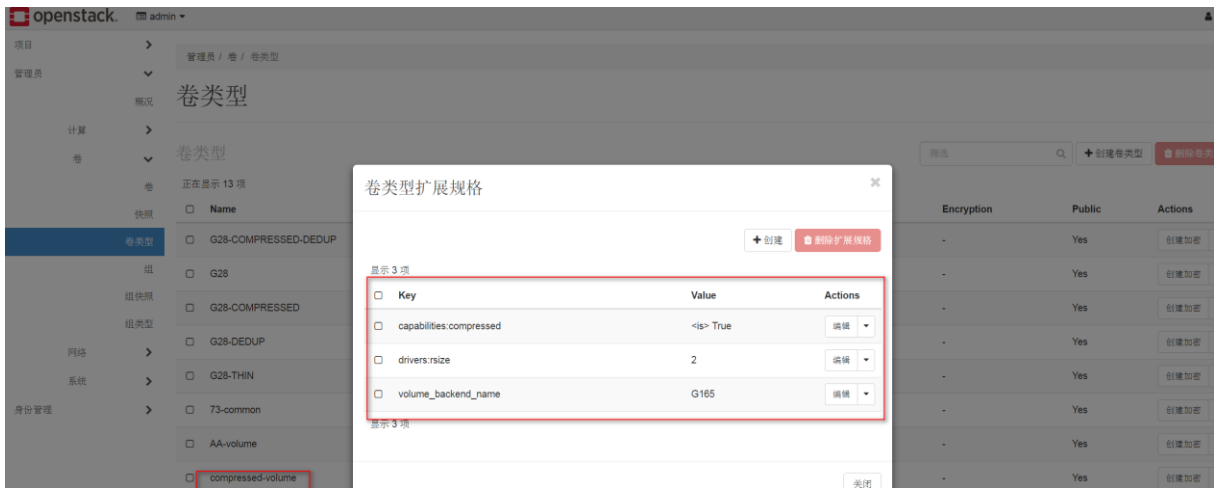 openstack. admin
项目
管理员
概况
计算
卷
卷
快照
卷类型
组
组快照
组类型
网络
系统
身份管理
管理员 / 卷 / 卷类型
卷类型
卷类型
筛选
创建卷类型
删除卷类
正在显示 13 项
Name Encryption Public Actions
G28-COMPRESSED-DEDUP - Yes 创建加密
G28 - Yes 创建加密
G28-COMPRESSED - Yes 创建加密
G28-DEDUP - Yes 创建加密
G28-THIN - Yes 创建加密
73-common - Yes 创建加密
AA-volume - Yes 创建加密
compressed-volume - Yes 创建加密
卷类型扩展规格 ×
+创建 删除扩展规格
显示 3 项
Key Value Actions
capabilities:compressed <is> True 编辑
drivers:rsize 2 编辑
volume_backend_name G165 编辑
显示 3 项
关闭